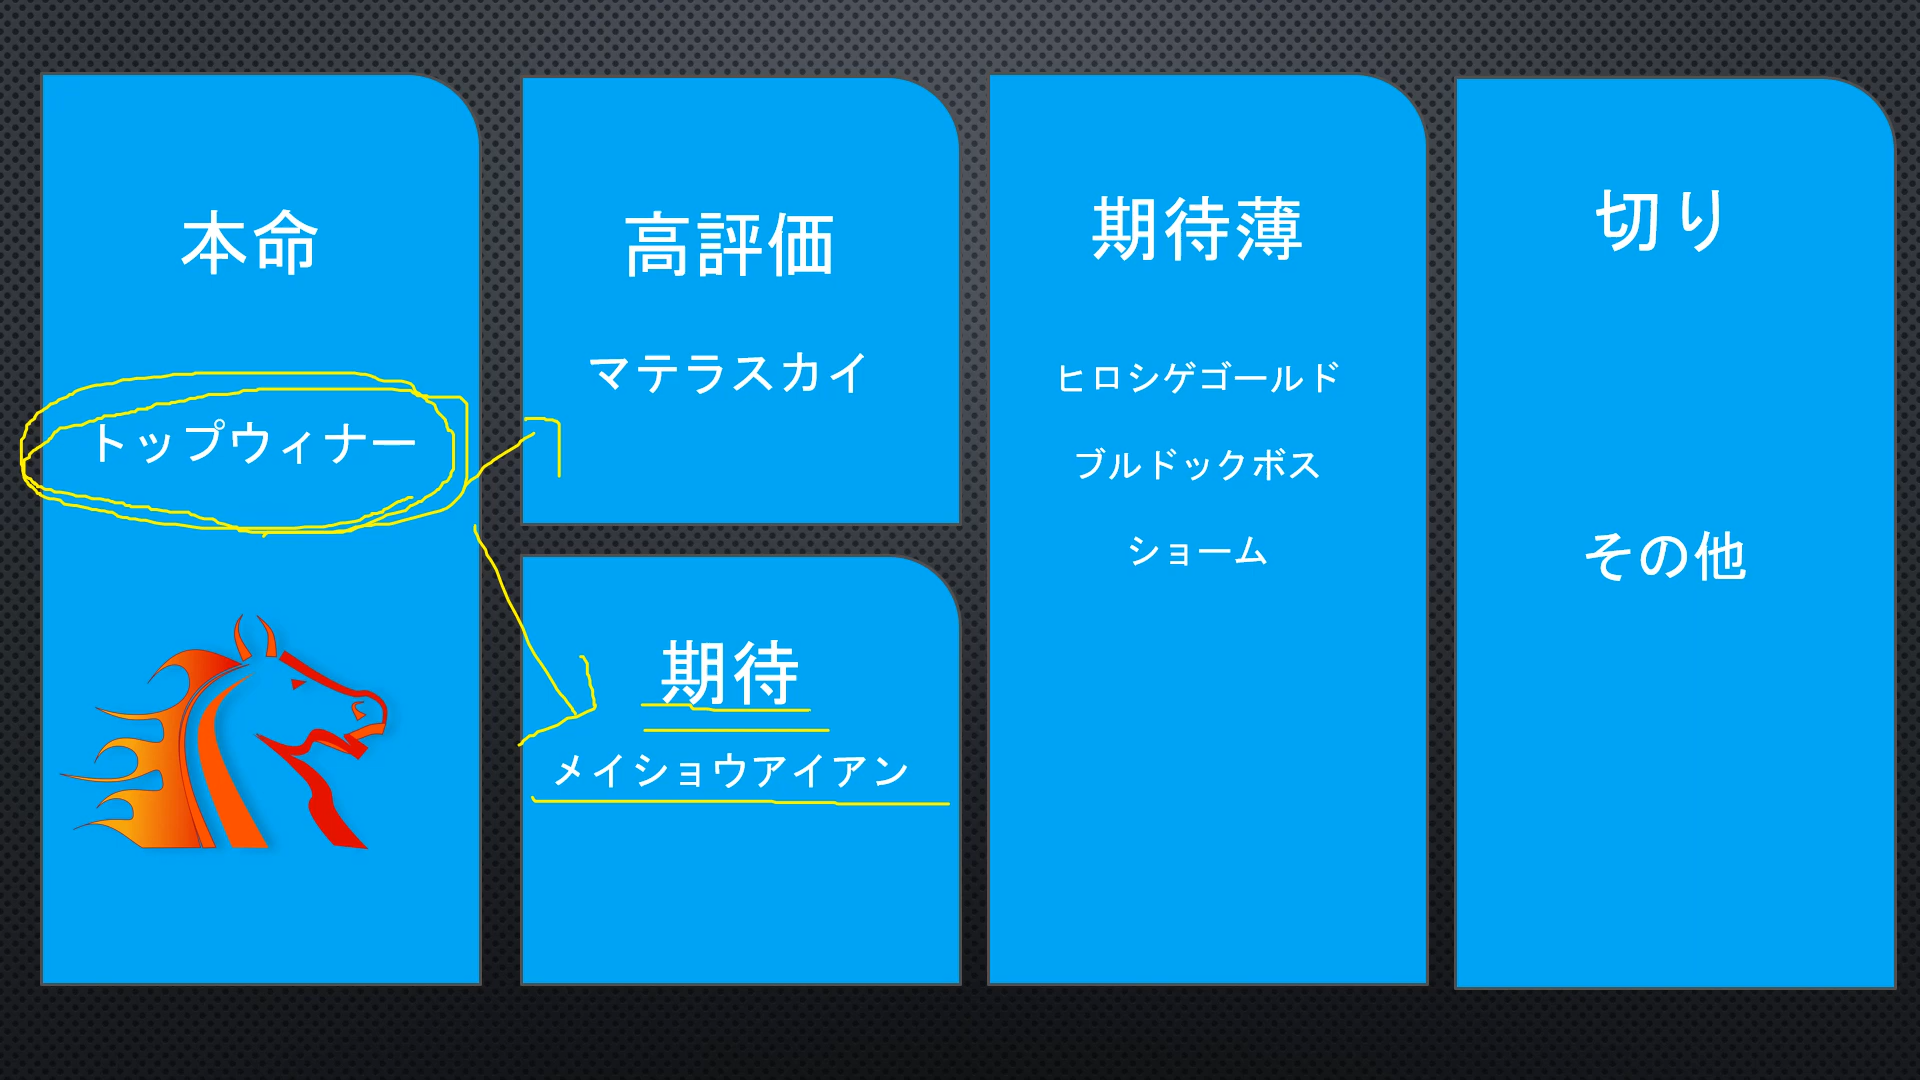 本命
トップウィナー
高評価
マテラスカイ
期待
メイショウアイアン
期待薄
ヒロシゲゴールド
ブルドックボス
ショーム
切り
その他